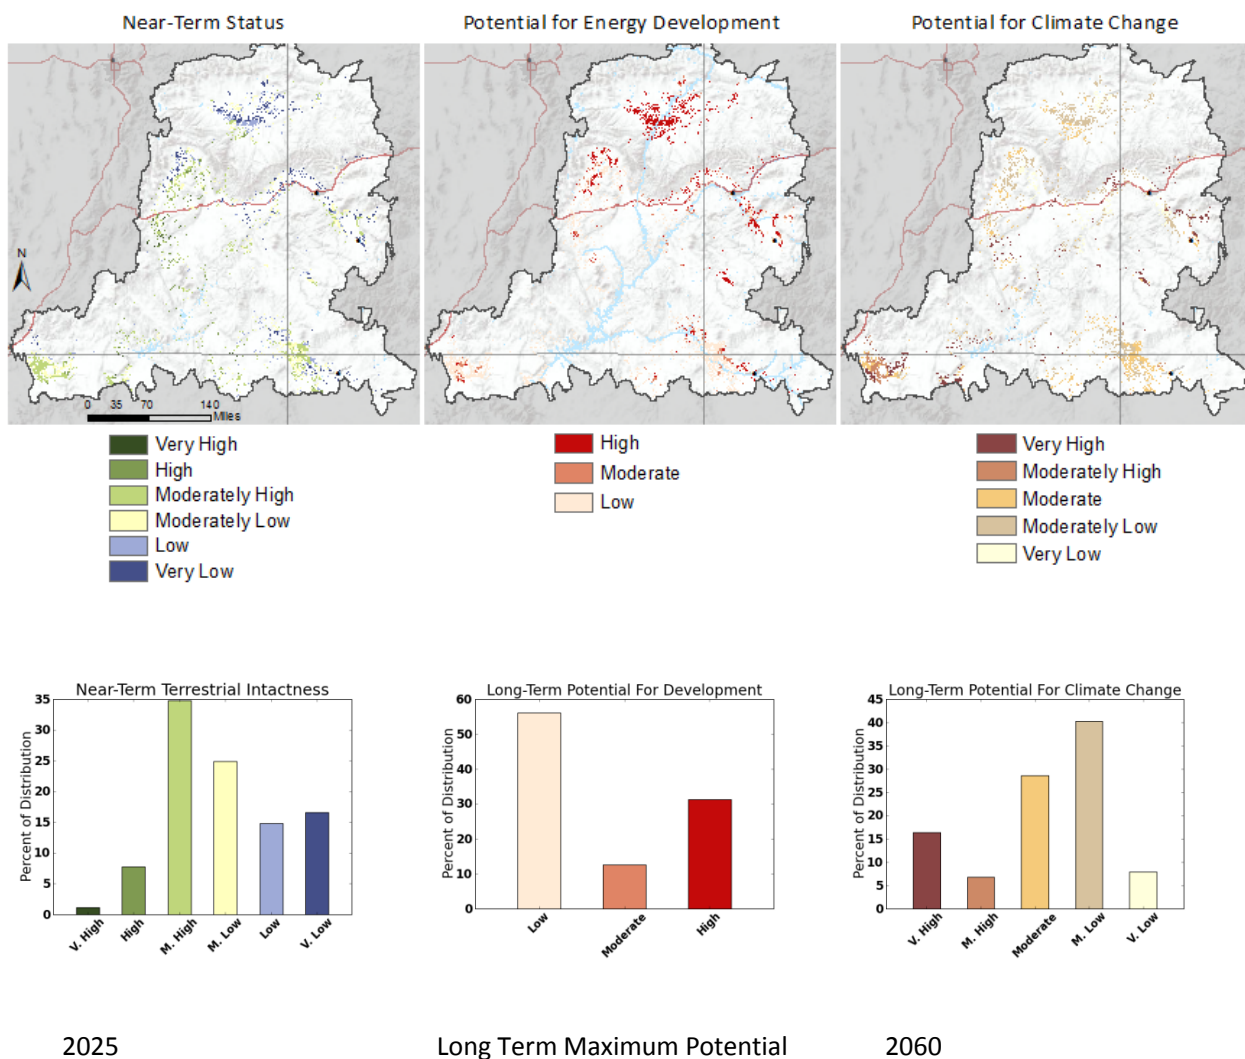 Near-Term Status
Potential for Energy Development
Potential for Climate Change
N
0 35 70 140
Miles
Very High
High
Moderately High
Moderately Low
Low
Very Low
High
Moderate
Low
Very High
Moderately High
Moderate
Moderately Low
Very Low
Near-Term Terrestrial Intactness
Percent of Distribution
35
30
25
20
15
10
5
0
V. High
High
M. High
M. Low
Low
V. Low
Long-Term Potential For Development
Percent of Distribution
60
50
40
30
20
10
0
Low
Moderate
High
Long-Term Potential For Climate Change
Percent of Distribution
45
40
35
30
25
20
15
10
5
0
V. High
M. High
Moderate
M. Low
V. Low
2025
Long Term Maximum Potential
2060